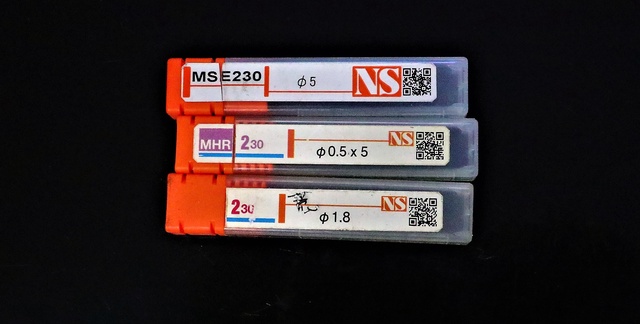 MSE230 φ5 NS
MHR 230 φ0.5 x 5 NS
230 φ1.8 NS